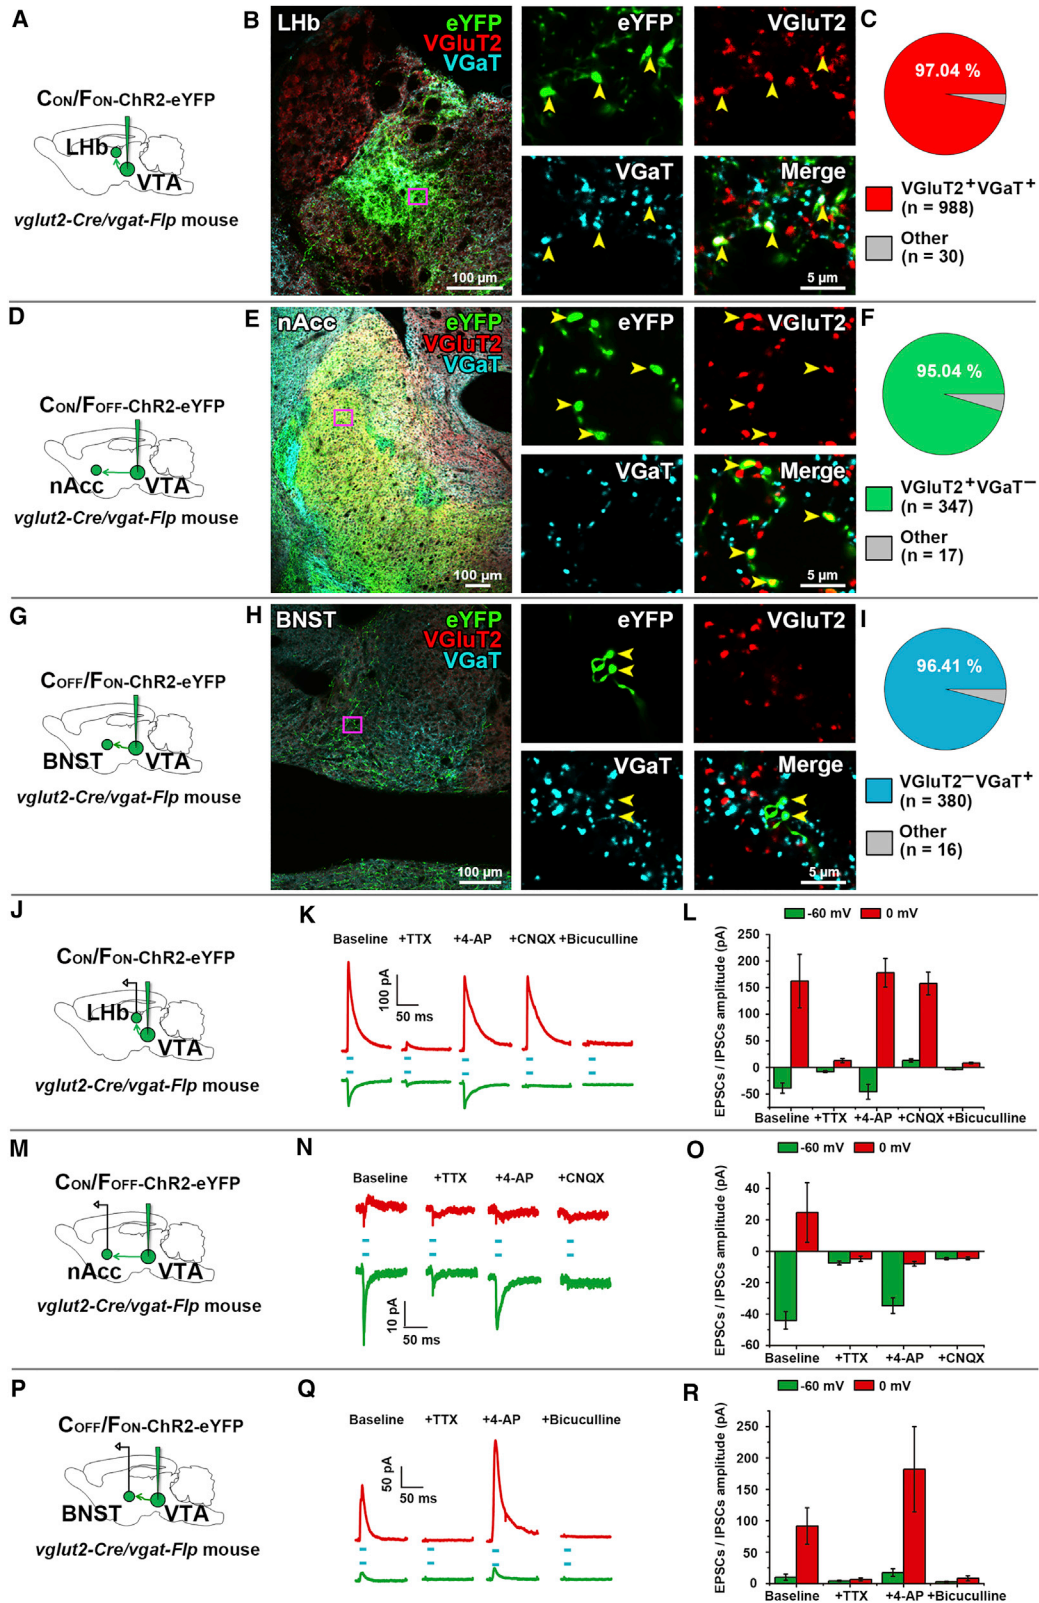 A
CON/FON-ChR2-eYFP
LHb
VTA
vglut2-Cre/vgat-Flp mouse
B
LHb
eYFP
VGluT2
VGaT
100 µm
eYFP
VGluT2
VGaT
Merge
5 µm
C
97.04 %
VGluT2+VGaT+
(n = 988)
Other
(n = 30)
D
CON/FOFF-ChR2-eYFP
nAcc
VTA
vglut2-Cre/vgat-Flp mouse
E
nAcc
eYFP
VGluT2
VGaT
100 µm
eYFP
VGluT2
VGaT
Merge
5 µm
F
95.04 %
VGluT2+VGaT−
(n = 347)
Other
(n = 17)
G
COFF/FON-ChR2-eYFP
BNST
VTA
vglut2-Cre/vgat-Flp mouse
H
BNST
eYFP
VGluT2
VGaT
100 µm
eYFP
VGluT2
VGaT
Merge
5 µm
I
96.41 %
VGluT2−VGaT+
(n = 380)
Other
(n = 16)
J
CON/FON-ChR2-eYFP
LHb
VTA
vglut2-Cre/vgat-Flp mouse
K
Baseline +TTX +4-AP +CNQX +Bicuculline
100 pA
50 ms
L
-60 mV 0 mV
EPSCs / IPSCs amplitude (pA)
250
200
150
100
50
0
-50
Baseline +TTX +4-AP +CNQX +Bicuculline
M
CON/FOFF-ChR2-eYFP
nAcc
VTA
vglut2-Cre/vgat-Flp mouse
N
Baseline +TTX +4-AP +CNQX
10 pA
50 ms
O
-60 mV 0 mV
EPSCs / IPSCs amplitude (pA)
40
20
0
-20
-40
-60
Baseline +TTX +4-AP +CNQX
P
COFF/FON-ChR2-eYFP
BNST
VTA
vglut2-Cre/vgat-Flp mouse
Q
Baseline +TTX +4-AP +Bicuculline
50 pA
50 ms
R
-60 mV 0 mV
EPSCs / IPSCs amplitude (pA)
250
200
150
100
50
0
Baseline +TTX +4-AP +Bicuculline